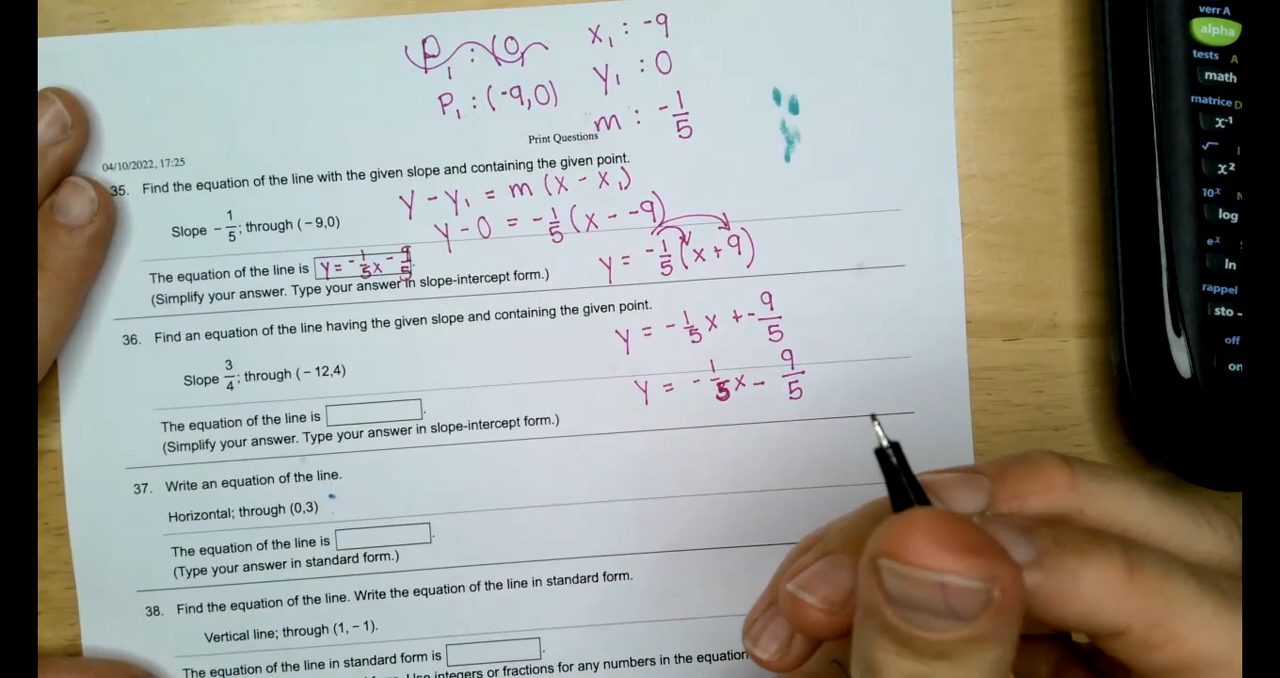 P₁ : (0,
x₁ : -9
P₁ : (-9,0)
y₁ : 0
m : -1/5
Print Questions
04/10/2022, 17:25
35. Find the equation of the line with the given slope and containing the given point.
y - y₁ = m (x - x₁)
Slope - 1/5; through (- 9,0)
y - 0 = -1/5 (x - -9)
The equation of the line is y = -1/5x - 9/5.
y = -1/5 (x + 9)
(Simplify your answer. Type your answer in slope-intercept form.)
36. Find an equation of the line having the given slope and containing the given point.
y = -1/5 x + -9/5
Slope 3/4; through (- 12,4)
y = -1/5 x - 9/5
The equation of the line is .
(Simplify your answer. Type your answer in slope-intercept form.)
37. Write an equation of the line.
Horizontal; through (0,3)
The equation of the line is .
(Type your answer in standard form.)
38. Find the equation of the line. Write the equation of the line in standard form.
Vertical line; through (1, - 1).
The equation of the line in standard form is .
Use integers or fractions for any numbers in the equation
verr A
alpha
tests A
math
matrice D
x⁻¹
√
x²
10ˣ N
log
eˣ
ln
rappel
sto
off
on